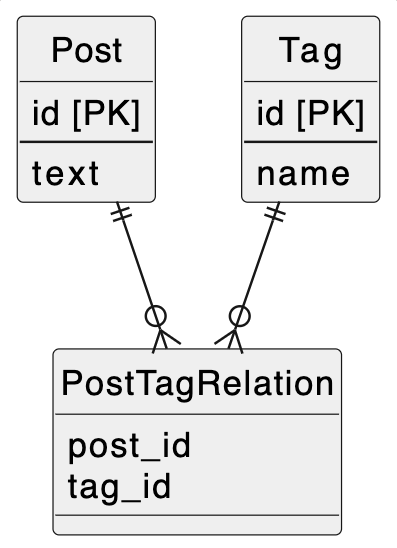 Post
id [PK]
text
Tag
id [PK]
name
PostTagRelation
post_id
tag_id